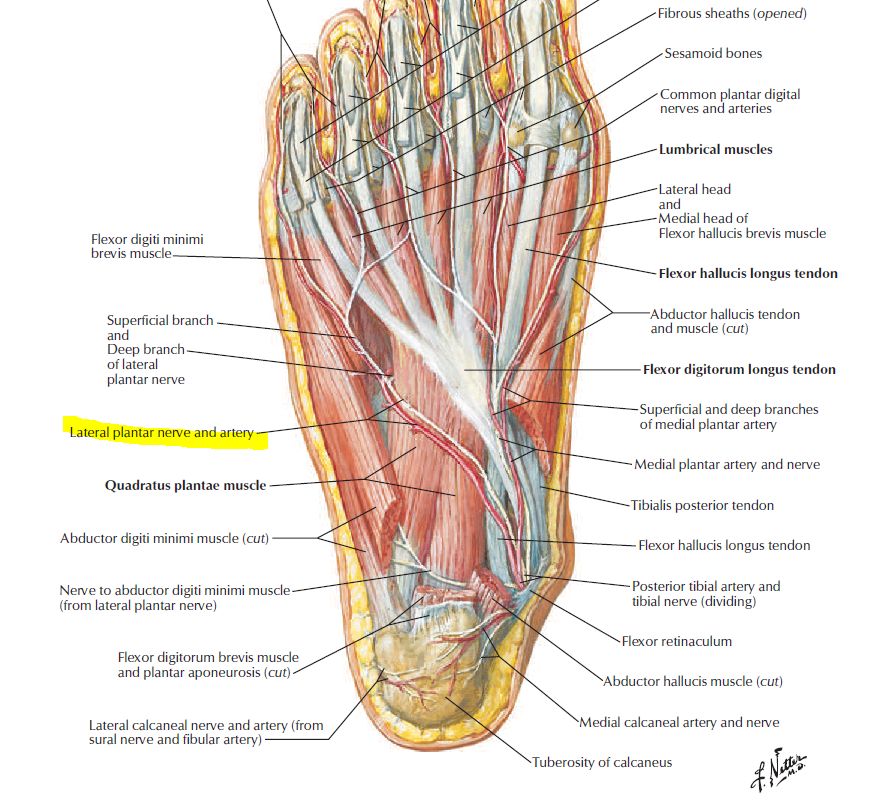 Fibrous sheaths (opened)
Sesamoid bones
Common plantar digital
nerves and arteries
Lumbrical muscles
Lateral head
and
Medial head of
Flexor hallucis brevis muscle
Flexor digiti minimi
brevis muscle
Flexor hallucis longus tendon
Superficial branch
and
Deep branch
of lateral
plantar nerve
Abductor hallucis tendon
and muscle (cut)
Flexor digitorum longus tendon
Superficial and deep branches
of medial plantar artery
Lateral plantar nerve and artery
Medial plantar artery and nerve
Quadratus plantae muscle
Tibialis posterior tendon
Abductor digiti minimi muscle (cut)
Flexor hallucis longus tendon
Nerve to abductor digiti minimi muscle
(from lateral plantar nerve)
Posterior tibial artery and
tibial nerve (dividing)
Flexor retinaculum
Flexor digitorum brevis muscle
and plantar aponeurosis (cut)
Abductor hallucis muscle (cut)
Lateral calcaneal nerve and artery (from
sural nerve and fibular artery)
Medial calcaneal artery and nerve
Tuberosity of calcaneus
F. Netter
M.D.